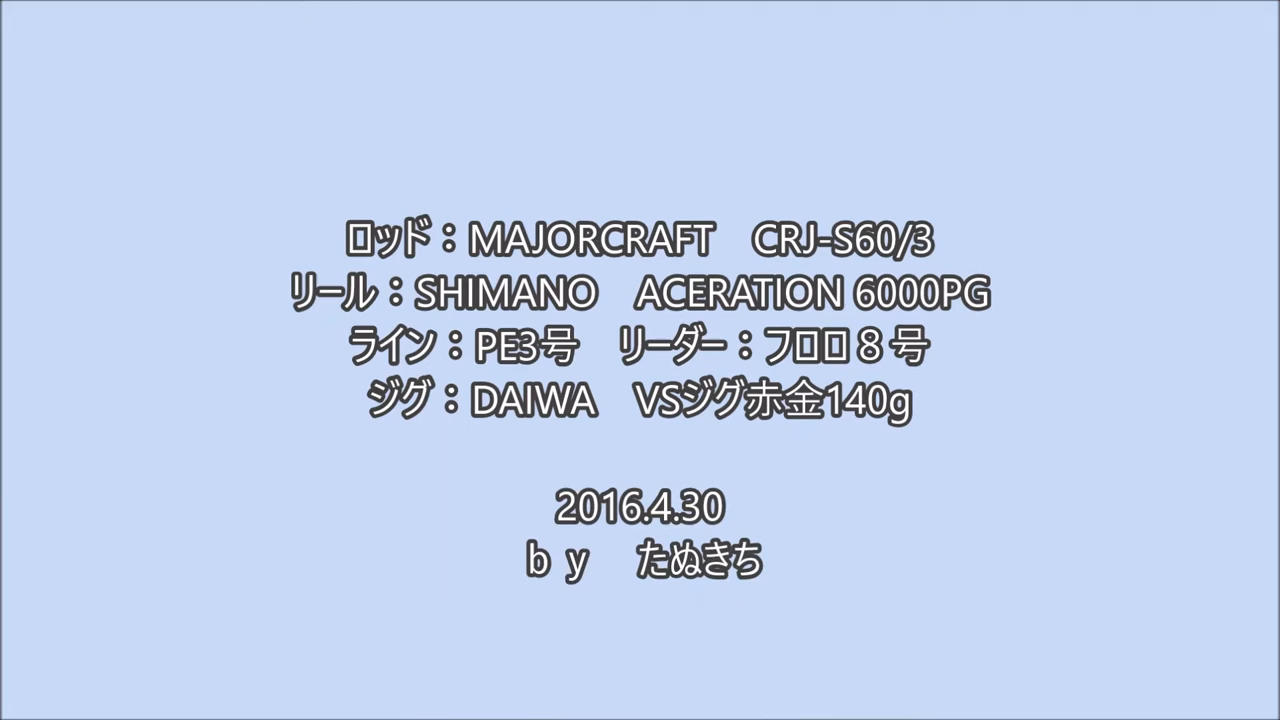 ロッド：MAJORCRAFT　CRJ-S60/3
リール：SHIMANO　ACERATION 6000PG
ライン：PE3号　リーダー：フロロ８号
ジグ：DAIWA　VSジグ赤金140g
2016.4.30
ｂｙ　たぬきち